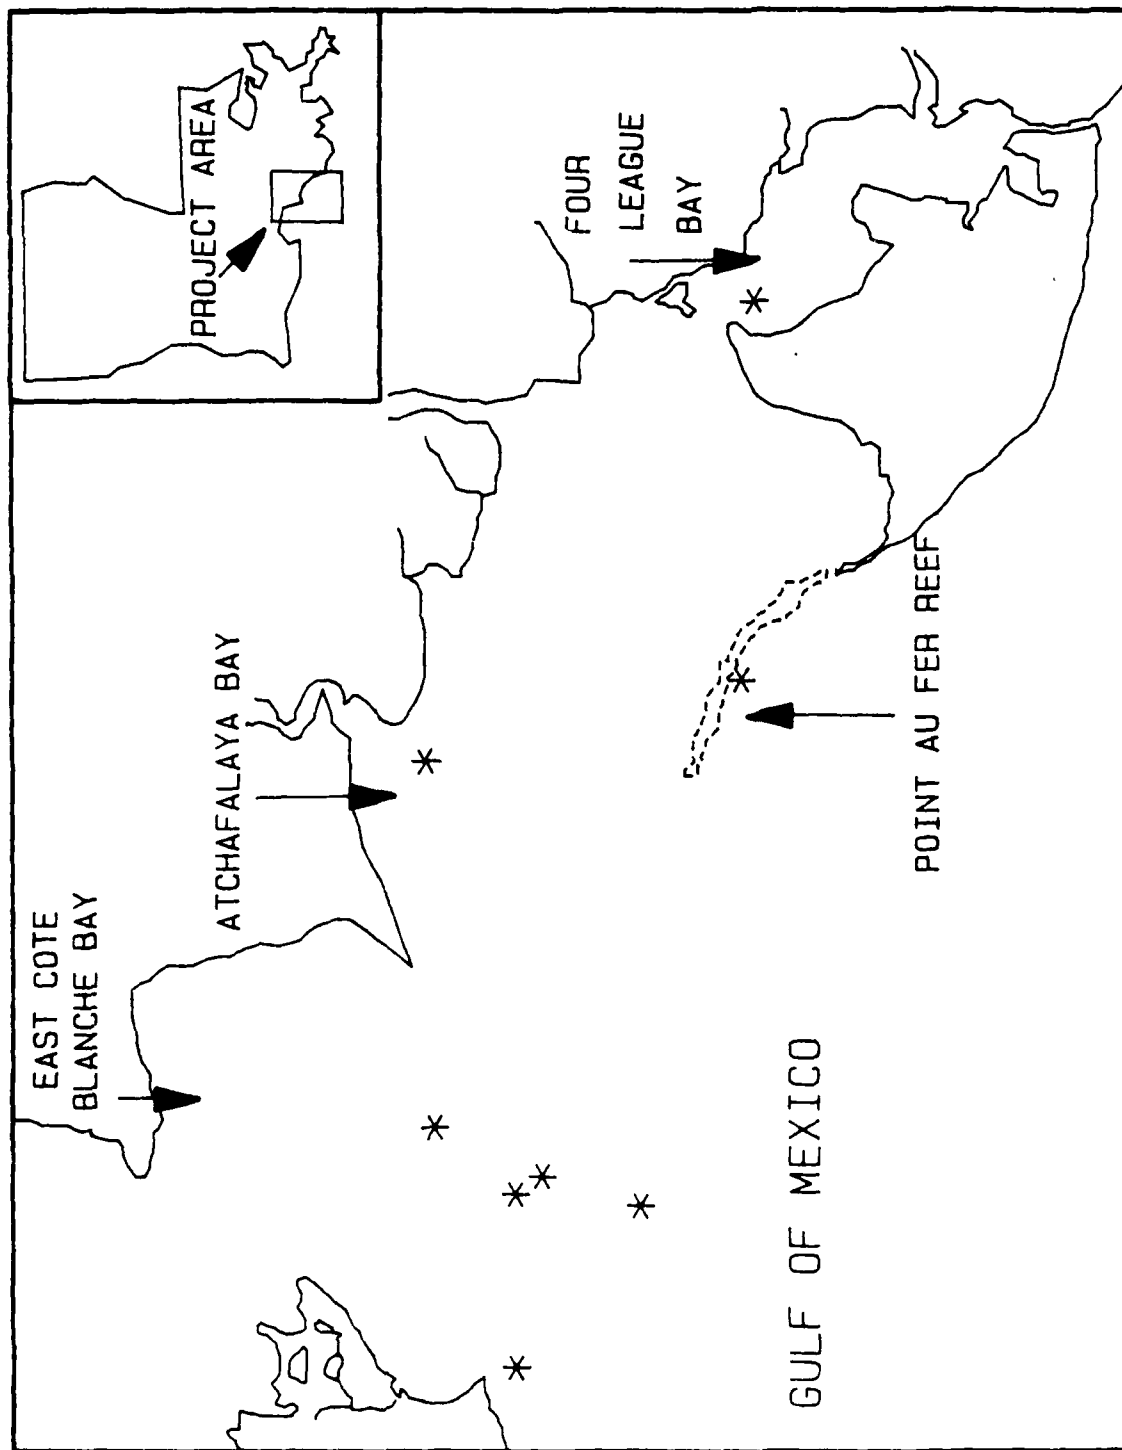 EAST COTE
BLANCHE BAY
ATCHAFALAYA BAY
PROJECT AREA
FOUR
LEAGUE
BAY
POINT AU FER REEF
GULF OF MEXICO